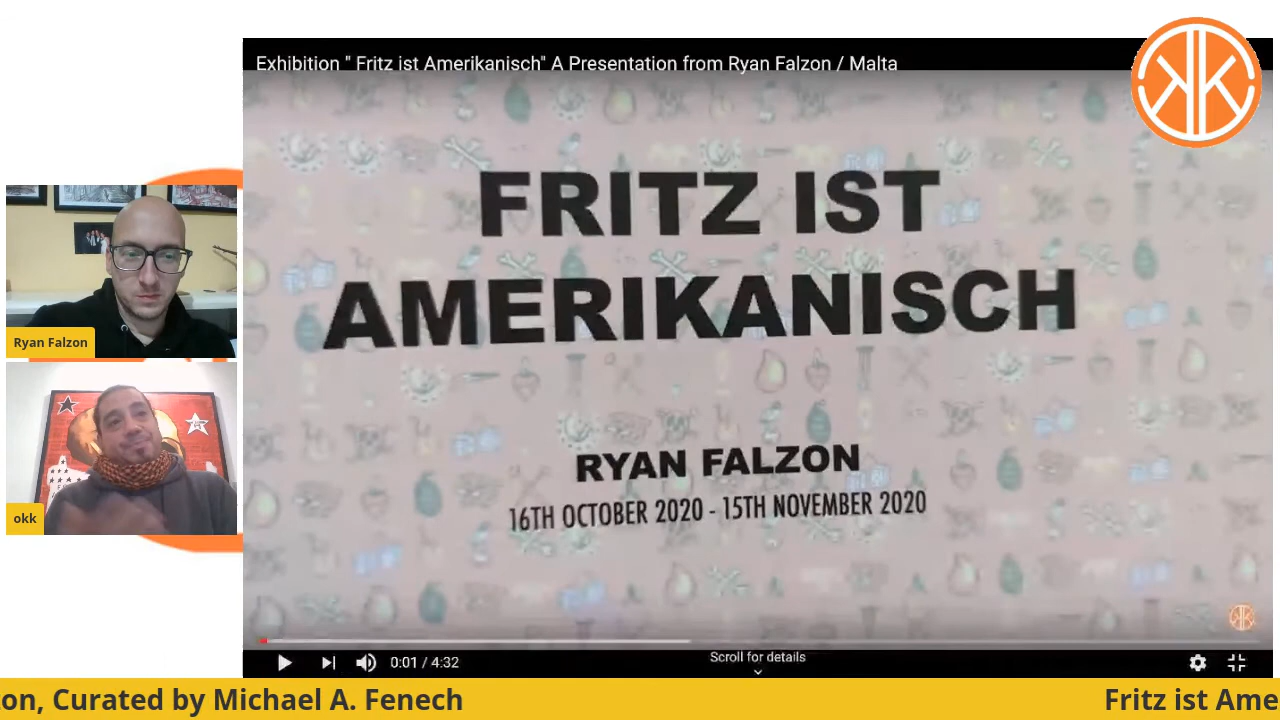 Exhibition " Fritz ist Amerikanisch" A Presentation from Ryan Falzon / Malta
FRITZ IST
AMERIKANISCH
RYAN FALZON
16TH OCTOBER 2020 - 15TH NOVEMBER 2020
Ryan Falzon
okk
0:01 / 4:32
Scroll for details
on, Curated by Michael A. Fenech
Fritz ist Ame